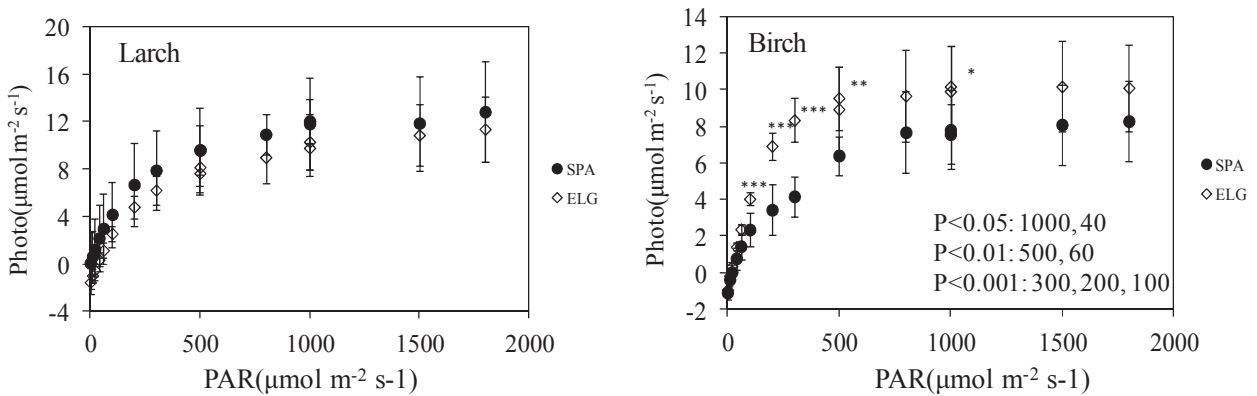 Larch
Photo(μmol m⁻² s⁻¹)
20
16
12
8
4
0
-4
0 500 1000 1500 2000
PAR(μmol m⁻² s-1)
SPA
ELG
Birch
Photo(μmol m⁻² s⁻¹)
14
12
10
8
6
4
2
0
-2
***
***
***
**
*
P<0.05: 1000, 40
P<0.01: 500, 60
P<0.001: 300, 200, 100
0 500 1000 1500 2000
PAR(μmol m⁻² s-1)
SPA
ELG